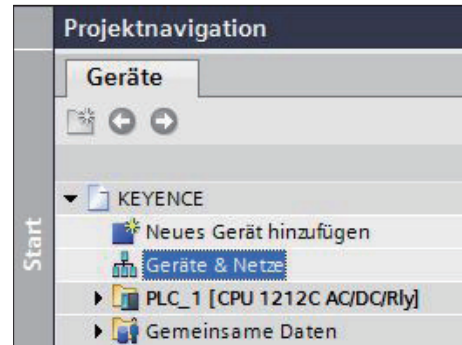 Projektnavigation
Geräte
Start
KEYENCE
Neues Gerät hinzufügen
Geräte & Netze
PLC_1 [CPU 1212C AC/DC/Rly]
Gemeinsame Daten